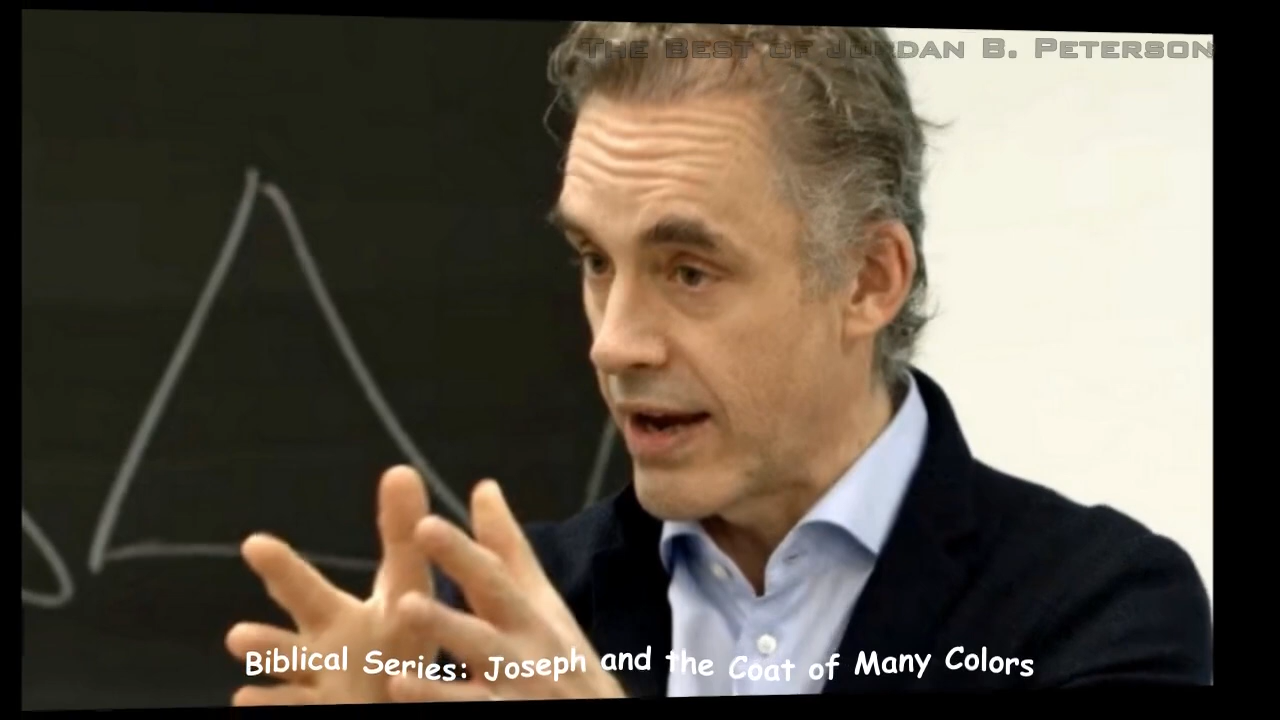 The Best of Jordan B. Peterson
Biblical Series: Joseph and the Coat of Many Colors